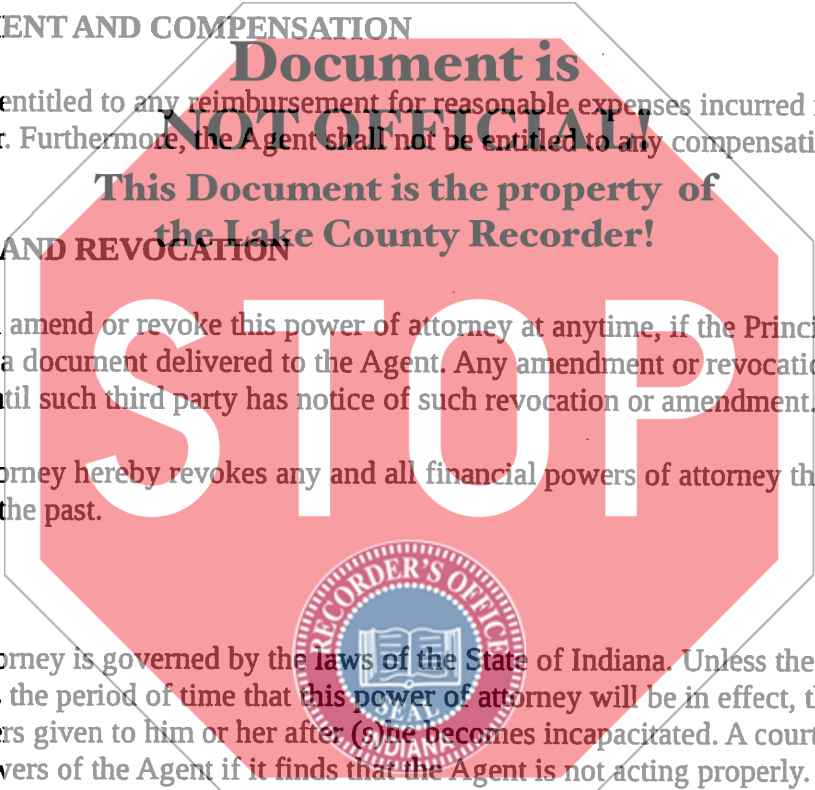 ENT AND COMPENSATION
Document is
entitled to any reimbursement for reasonable expenses incurred
NOT OFFICIAL!
. Furthermore, the Agent shall not be entitled to any compensati
This Document is the property of
the Lake County Recorder!
AND REVOCATION
amend or revoke this power of attorney at anytime, if the Princi
a document delivered to the Agent. Any amendment or revocatio
til such third party has notice of such revocation or amendment.
STOP
orney hereby revokes any and all financial powers of attorney th
the past.
RECORDER'S OFFICE
orney is governed by the laws of the State of Indiana. Unless the
the period of time that this power of attorney will be in effect, t
SEAL
rs given to him or her after (s)he becomes incapacitated. A court
INDIANA
wers of the Agent if it finds that the Agent is not acting properly.